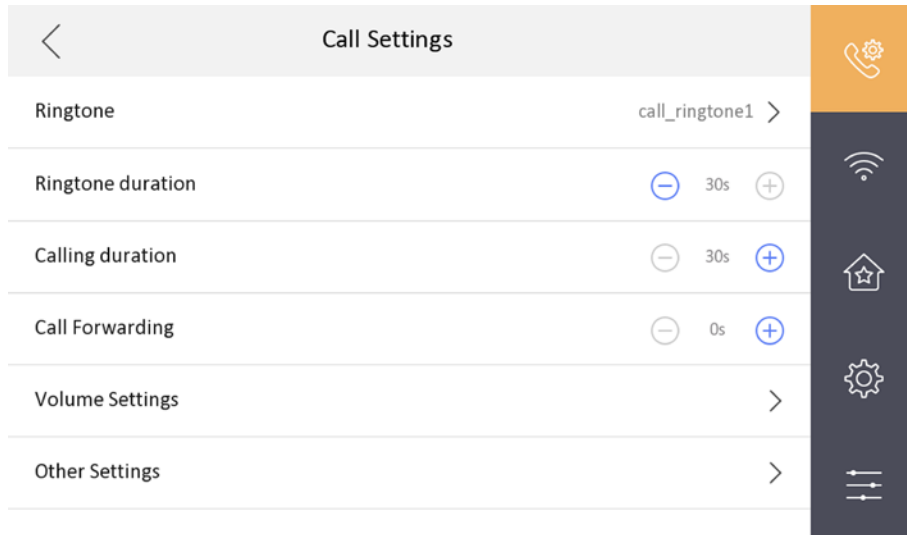 Call Settings
Ringtone call_ringtone1
Ringtone duration 30s
Calling duration 30s
Call Forwarding 0s
Volume Settings
Other Settings